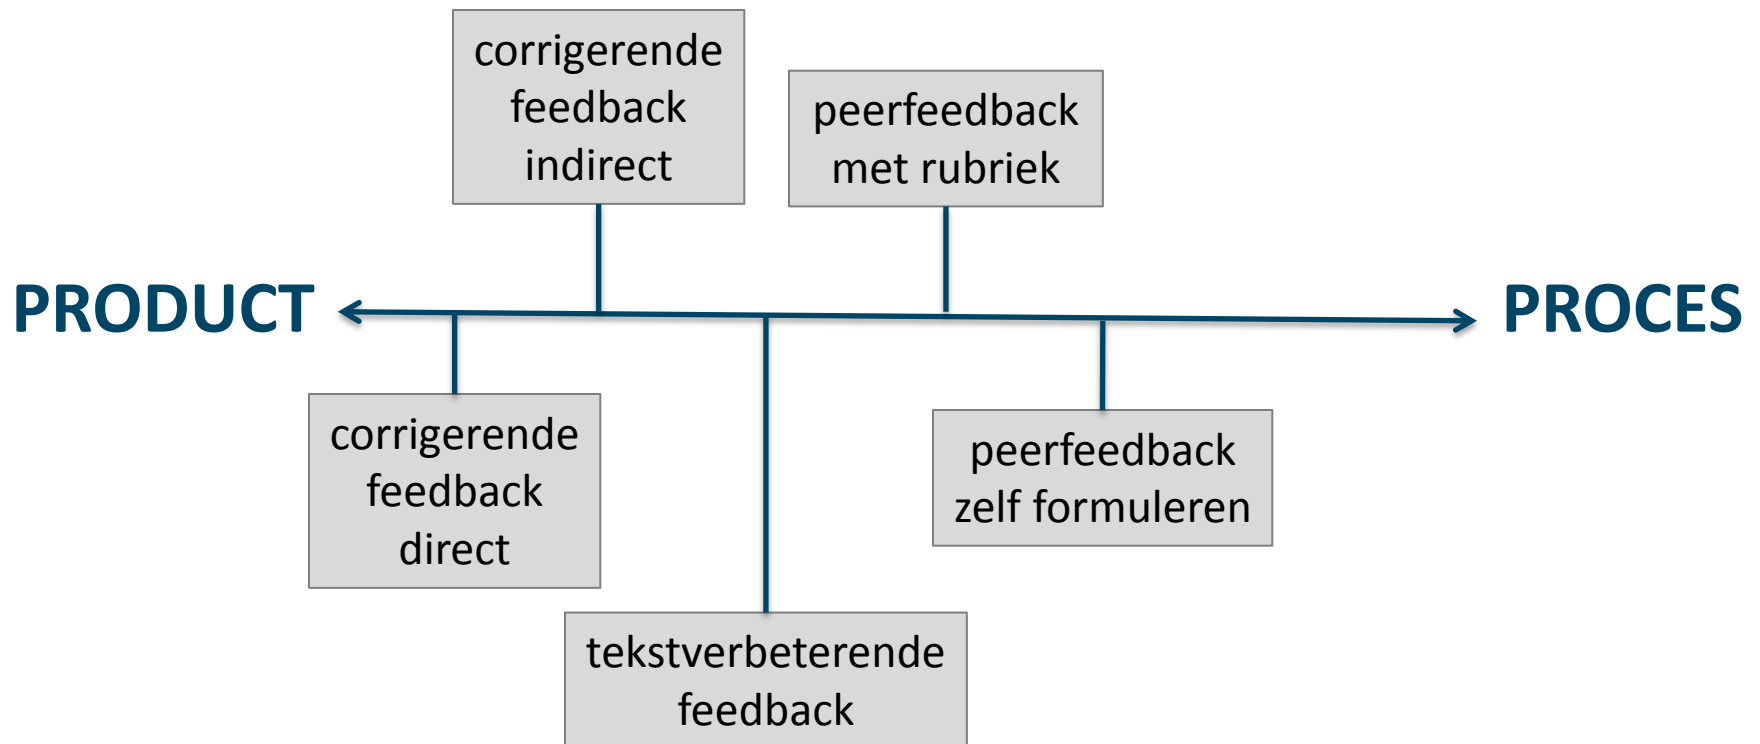 corrigerende
feedback
indirect
peerfeedback
met rubriek
PRODUCT
PROCES
corrigerende
feedback
direct
peerfeedback
zelf formuleren
tekstverbeterende
feedback